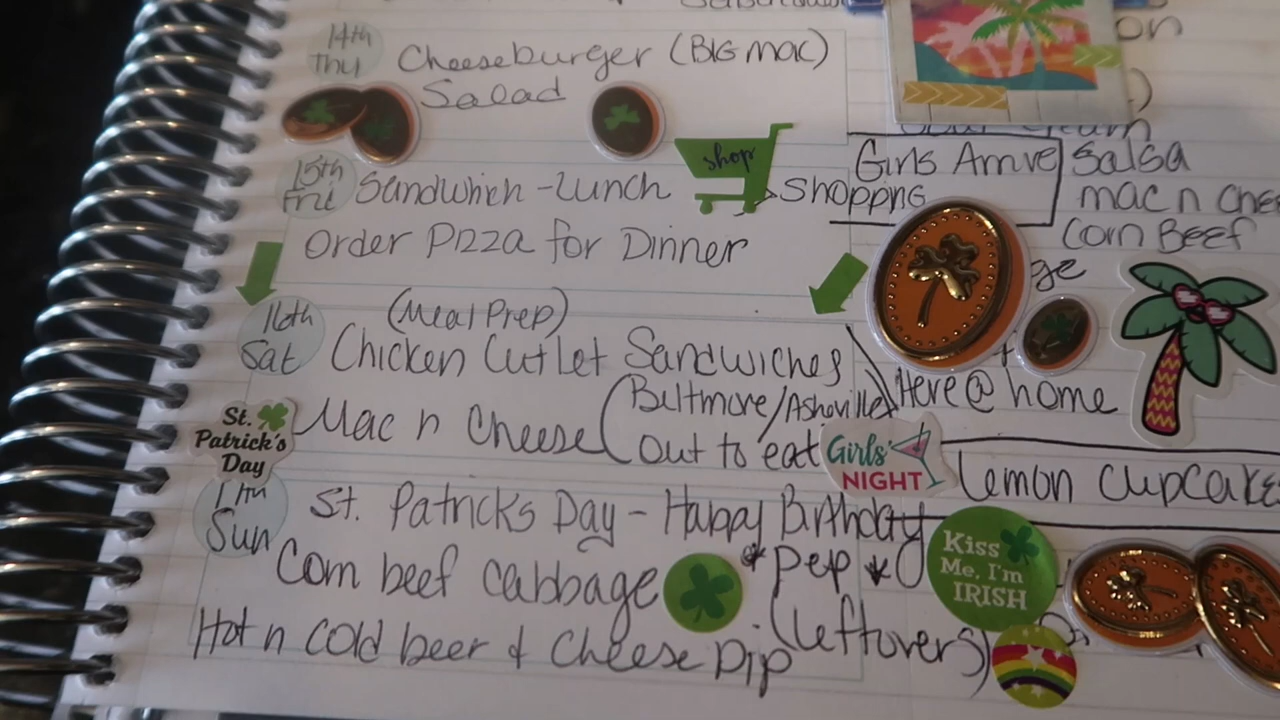 14th
Thu
Cheeseburger (BIG Mac)
Salad
15th
Fri
Sandwhich - Lunch
shop
Shopping
Girls Arrive
Order Pizza for Dinner
Salsa
mac n Chee
Corn Beef
16th
Sat
(Meal Prep)
Chicken Cutlet Sandwiches
Mac n Cheese
(Biltmore/Asheville)
out to eat
Here @ home
GIRLS' NIGHT
Lemon Cupcake
St. Patrick's Day
17th
Sun
St. Patricks Day - Happy Birthday
*Pep*
Corn beef cabbage
Hot n cold beer & Cheese Dip
(leftovers)
Kiss
Me, I'm
IRISH